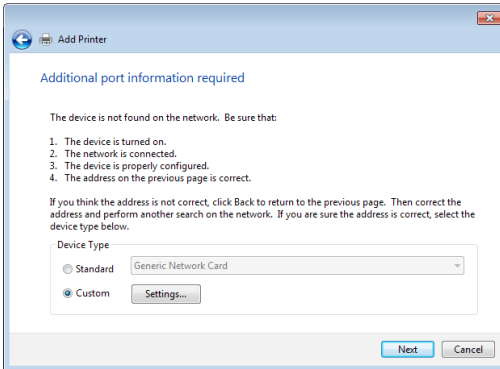 Add Printer
Additional port information required
The device is not found on the network.  Be sure that:
1.  The device is turned on.
2.  The network is connected.
3.  The device is properly configured.
4.  The address on the previous page is correct.
If you think the address is not correct, click Back to return to the previous page.  Then correct the
address and perform another search on the network.  If you are sure the address is correct, select the
device type below.
Device Type
Standard
Generic Network Card
Custom
Settings...
Next
Cancel